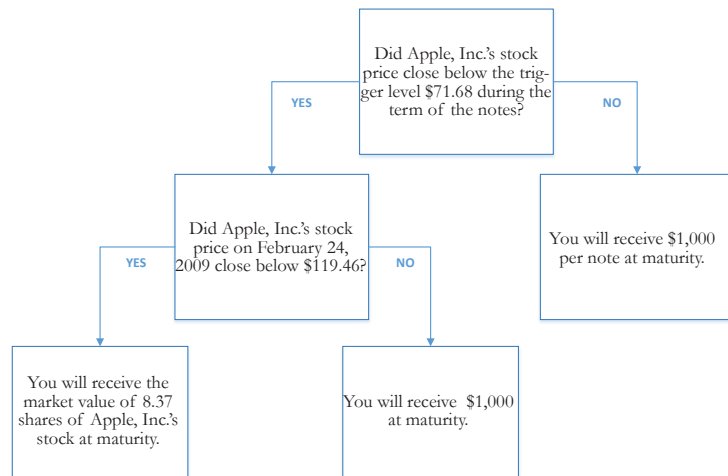 Did Apple, Inc.'s stock
price close below the trig-
ger level $71.68 during the
term of the notes?
YES
NO
Did Apple, Inc.'s stock
price on February 24,
2009 close below $119.46?
You will receive $1,000
per note at maturity.
YES
NO
You will receive the
market value of 8.37
shares of Apple, Inc.'s
stock at maturity.
You will receive $1,000
at maturity.